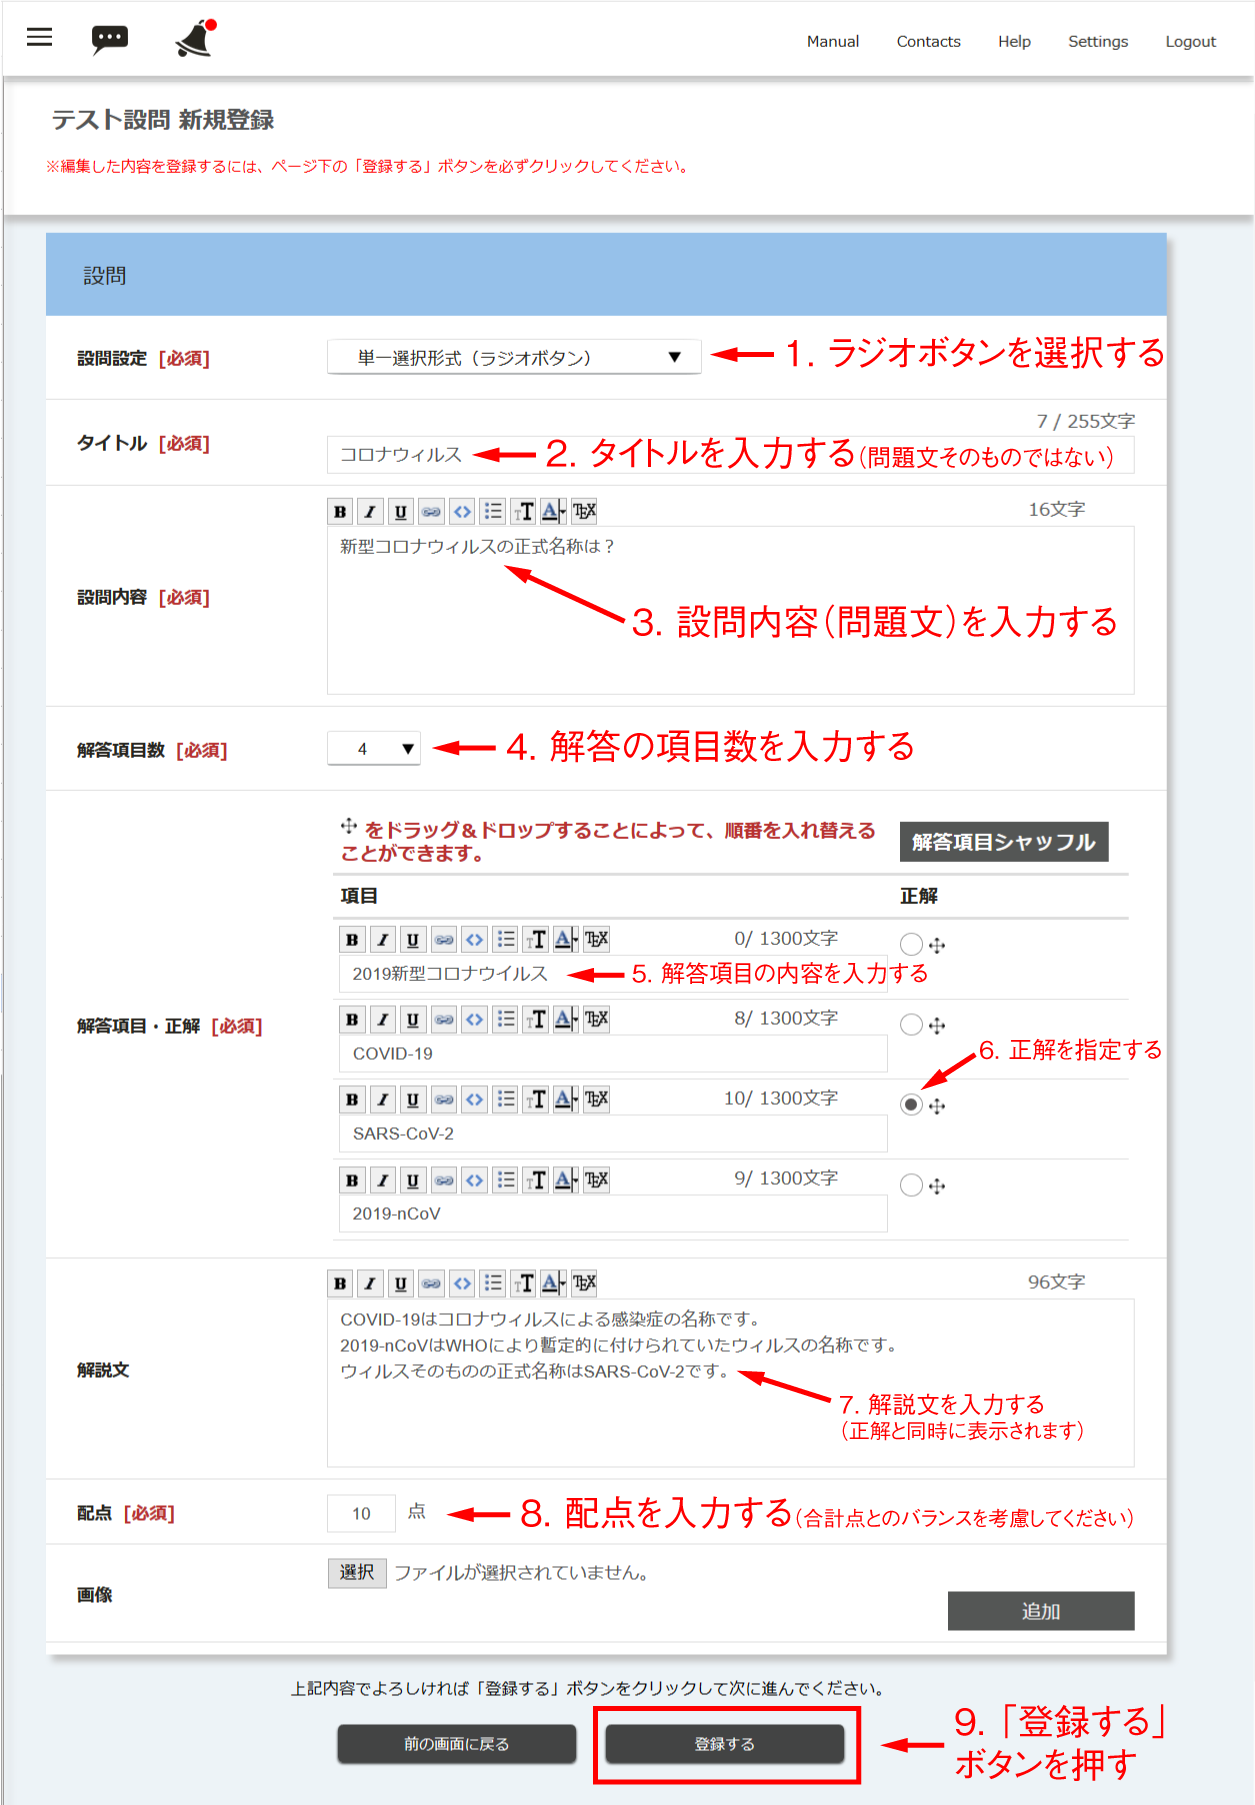 Manual Contacts Help Settings Logout
テスト設問 新規登録
※編集した内容を登録するには、ページ下の「登録する」ボタンを必ずクリックしてください。
設問
設問設定 [必須]
単一選択形式（ラジオボタン） ▼
1. ラジオボタンを選択する
タイトル [必須]
7 / 255文字
コロナウィルス
2. タイトルを入力する（問題文そのものではない）
B I U TT A TEX
16文字
設問内容 [必須]
新型コロナウィルスの正式名称は？
3. 設問内容（問題文）を入力する
解答項目数 [必須]
4 ▼
4. 解答の項目数を入力する
解答項目・正解 [必須]
をドラッグ＆ドロップすることによって、順番を入れ替える
ことができます。
解答項目シャッフル
項目 正解
B I U TT A TEX
0/ 1300文字
2019新型コロナウイルス
5. 解答項目の内容を入力する
B I U TT A TEX
8/ 1300文字
COVID-19
6. 正解を指定する
B I U TT A TEX
10/ 1300文字
SARS-CoV-2
B I U TT A TEX
9/ 1300文字
2019-nCoV
B I U TT A TEX
96文字
解説文
COVID-19はコロナウィルスによる感染症の名称です。
2019-nCoVはWHOにより暫定的に付けられていたウィルスの名称です。
ウィルスそのものの正式名称はSARS-CoV-2です。
7. 解説文を入力する
（正解と同時に表示されます）
配点 [必須]
10 点
8. 配点を入力する（合計点とのバランスを考慮してください）
画像
選択 ファイルが選択されていません。
追加
上記内容でよろしければ「登録する」ボタンをクリックして次に進んでください。
前の画面に戻る
登録する
9.「登録する」
ボタンを押す